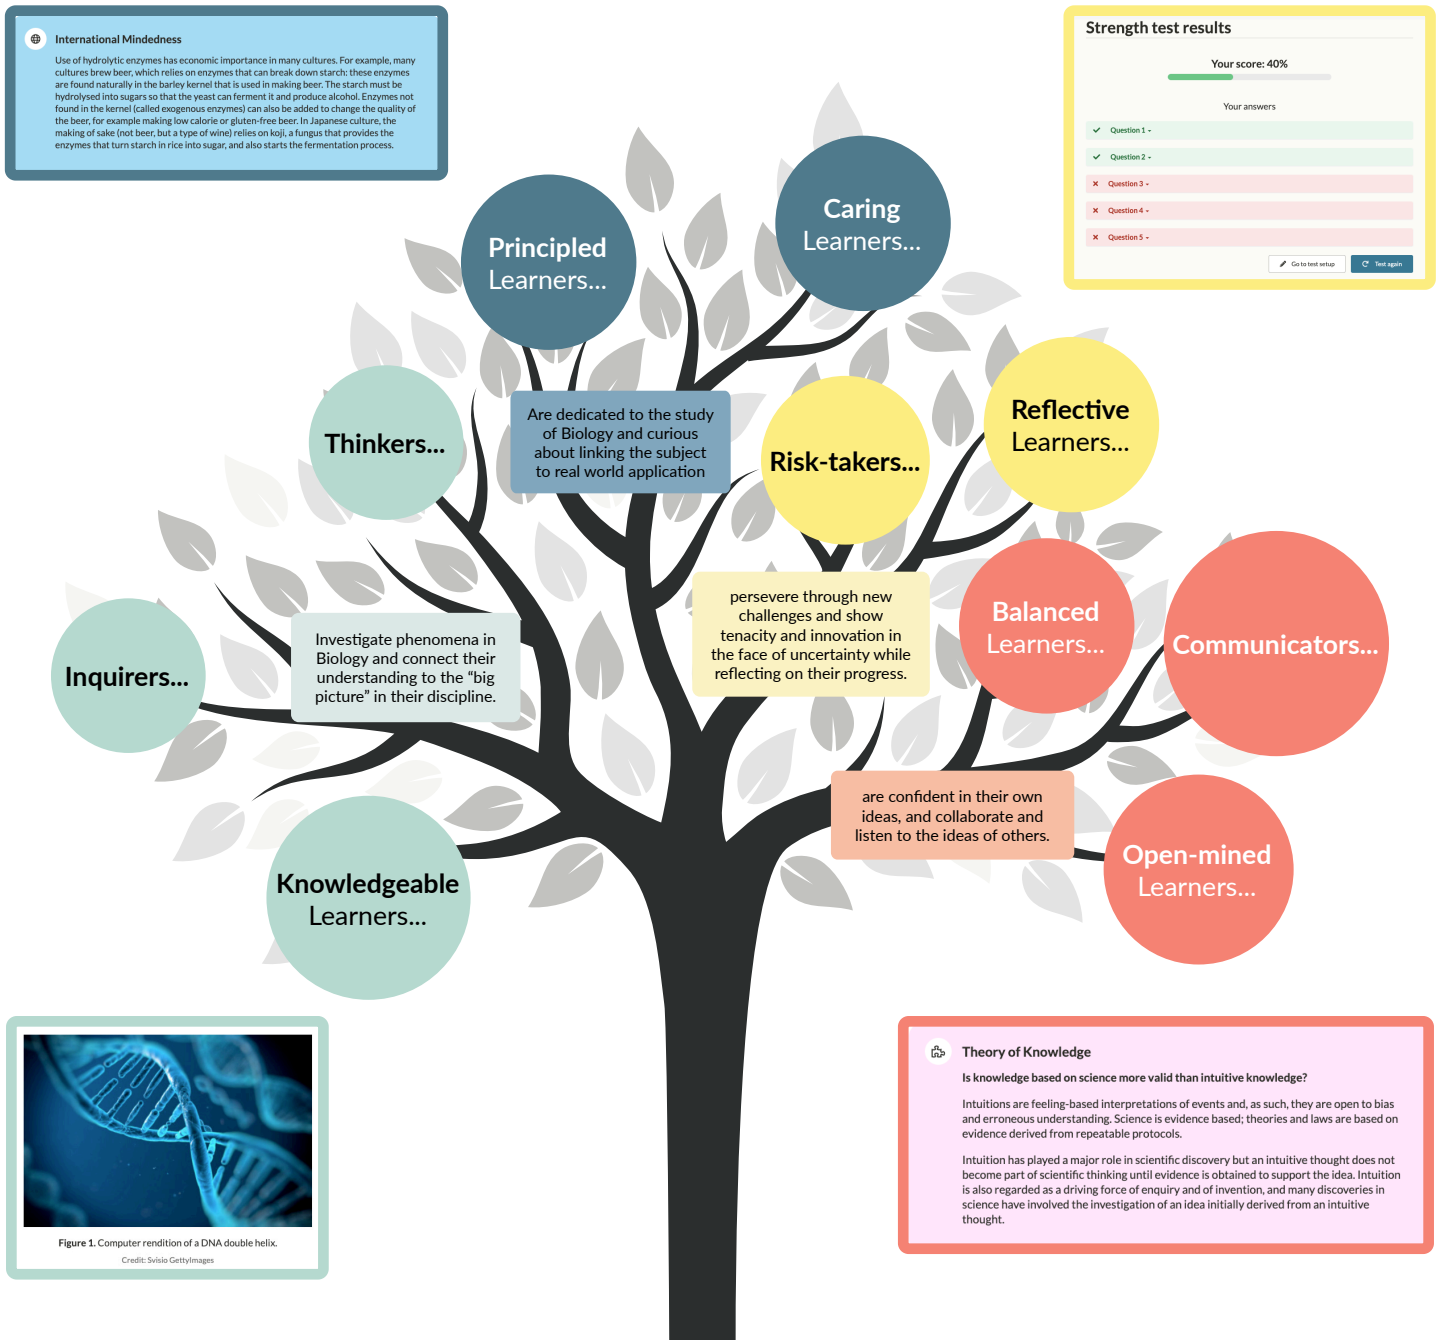 International Mindedness
Use of hydrolytic enzymes has economic importance in many cultures. For example, many
cultures brew beer, which relies on enzymes that can break down starch: these enzymes
are found naturally in the barley kernel that is used in making beer. The starch must be
hydrolysed into sugars so that the yeast can ferment it and produce alcohol. Enzymes not
found in the kernel (called exogenous enzymes) can also be added to change the quality of
the beer, for example making low calorie or gluten-free beer. In Japanese culture, the
making of sake (not beer, but a type of wine) relies on koji, a fungus that provides the
enzymes that turn starch in rice into sugar, and also starts the fermentation process.
Strength test results
Your score: 40%
Your answers
Question 1
Question 2
Question 3
Question 4
Question 5
Go to test setup
Test again
Caring
Learners...
Principled
Learners...
Thinkers...
Are dedicated to the study
of Biology and curious
about linking the subject
to real world application
Risk-takers...
Reflective
Learners...
Inquirers...
Investigate phenomena in
Biology and connect their
understanding to the “big
picture” in their discipline.
persevere through new
challenges and show
tenacity and innovation in
the face of uncertainty while
reflecting on their progress.
Balanced
Learners...
Communicators...
Knowledgeable
Learners...
are confident in their own
ideas, and collaborate and
listen to the ideas of others.
Open-mined
Learners...
Figure 1. Computer rendition of a DNA double helix.
Credit: Svisio GettyImages
Theory of Knowledge
Is knowledge based on science more valid than intuitive knowledge?
Intuitions are feeling-based interpretations of events and, as such, they are open to bias
and erroneous understanding. Science is evidence based; theories and laws are based on
evidence derived from repeatable protocols.
Intuition has played a major role in scientific discovery but an intuitive thought does not
become part of scientific thinking until evidence is obtained to support the idea. Intuition
is also regarded as a driving force of enquiry and of invention, and many discoveries in
science have involved the investigation of an idea initially derived from an intuitive
thought.